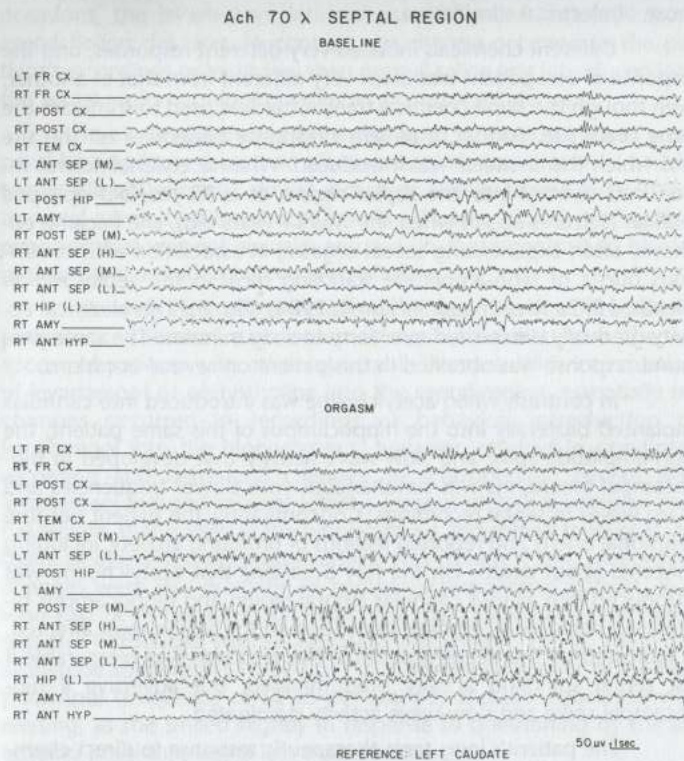 Ach 70 λ SEPTAL REGION
BASELINE
LT FR CX
RT FR CX
LT POST CX
RT POST CX
RT TEM CX
LT ANT SEP (M)
LT ANT SEP (L)
LT POST HIP
LT AMY
RT POST SEP (M)
RT ANT SEP (H)
RT ANT SEP (M)
RT ANT SEP (L)
RT HIP (L)
RT AMY
RT ANT HYP
ORGASM
LT FR CX
RT FR CX
LT POST CX
RT POST CX
RT TEM CX
LT ANT SEP (M)
LT ANT SEP (L)
LT POST HIP
LT AMY
RT POST SEP (M)
RT ANT SEP (H)
RT ANT SEP (M)
RT ANT SEP (L)
RT HIP (L)
RT AMY
RT ANT HYP
50 μv 1 sec.
REFERENCE: LEFT CAUDATE